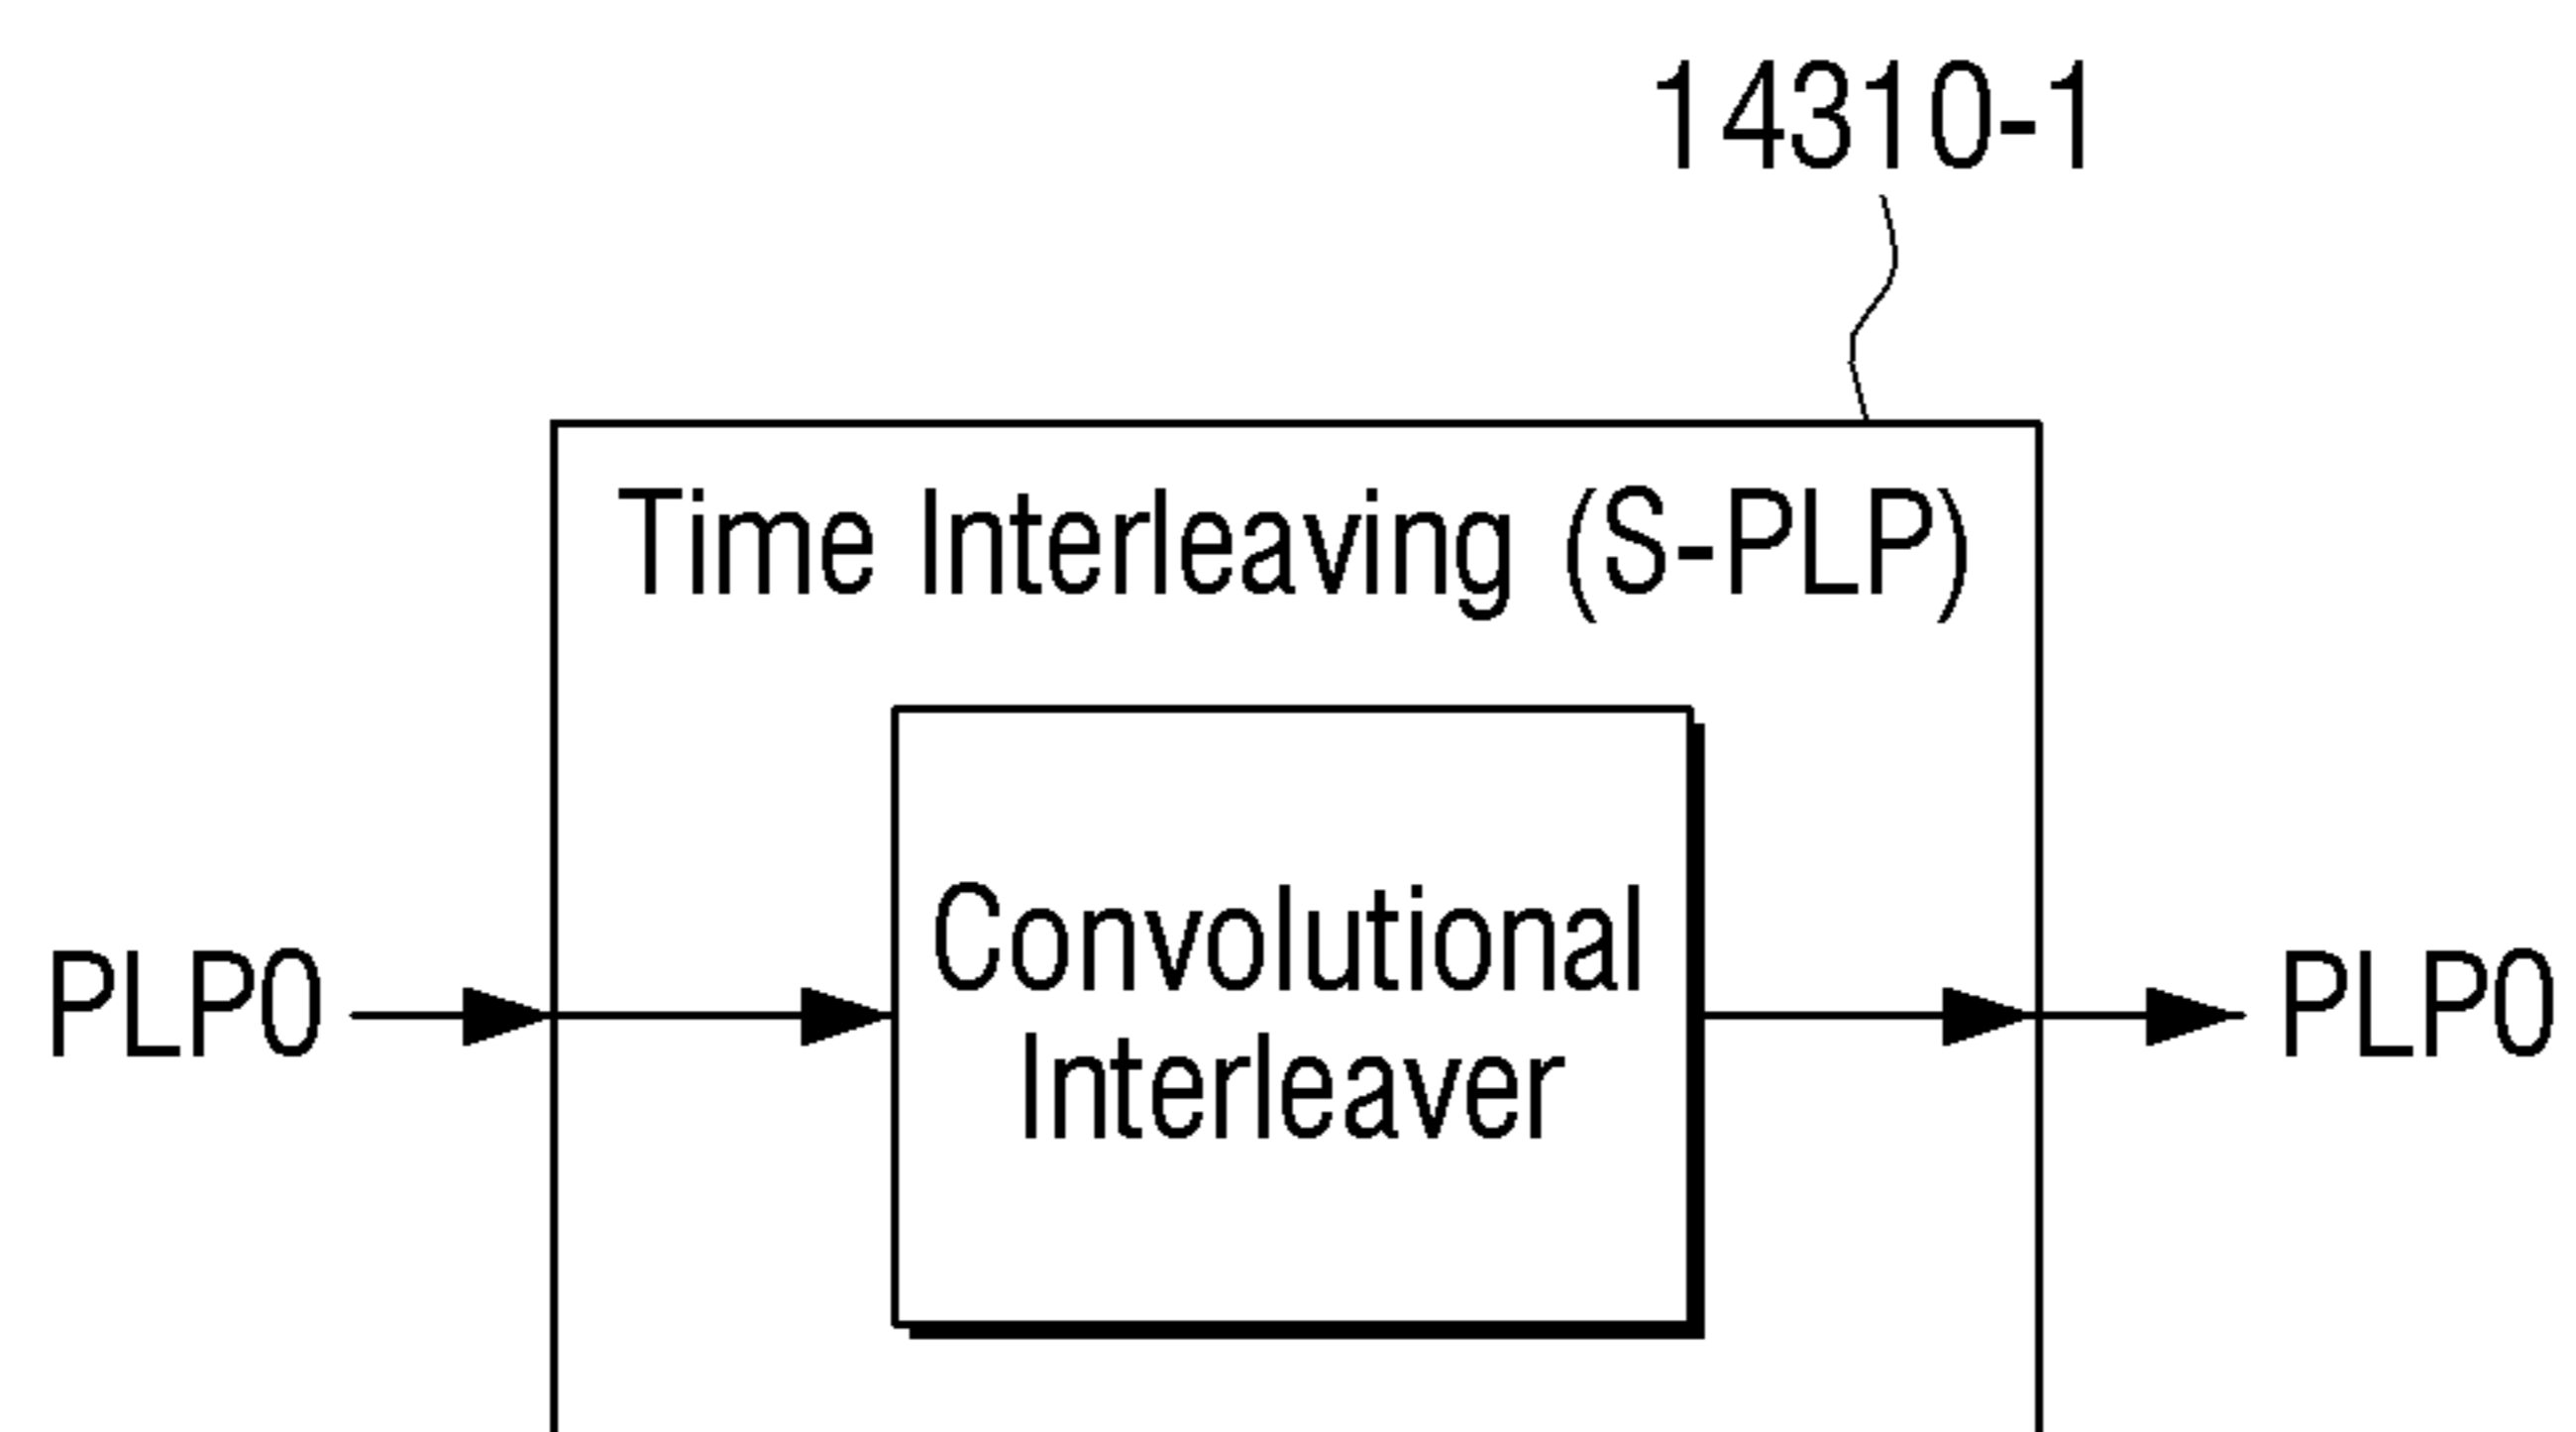 14310-1
Time Interleaving (S-PLP)
Convolutional
Interleaver
PLP0
PLP0